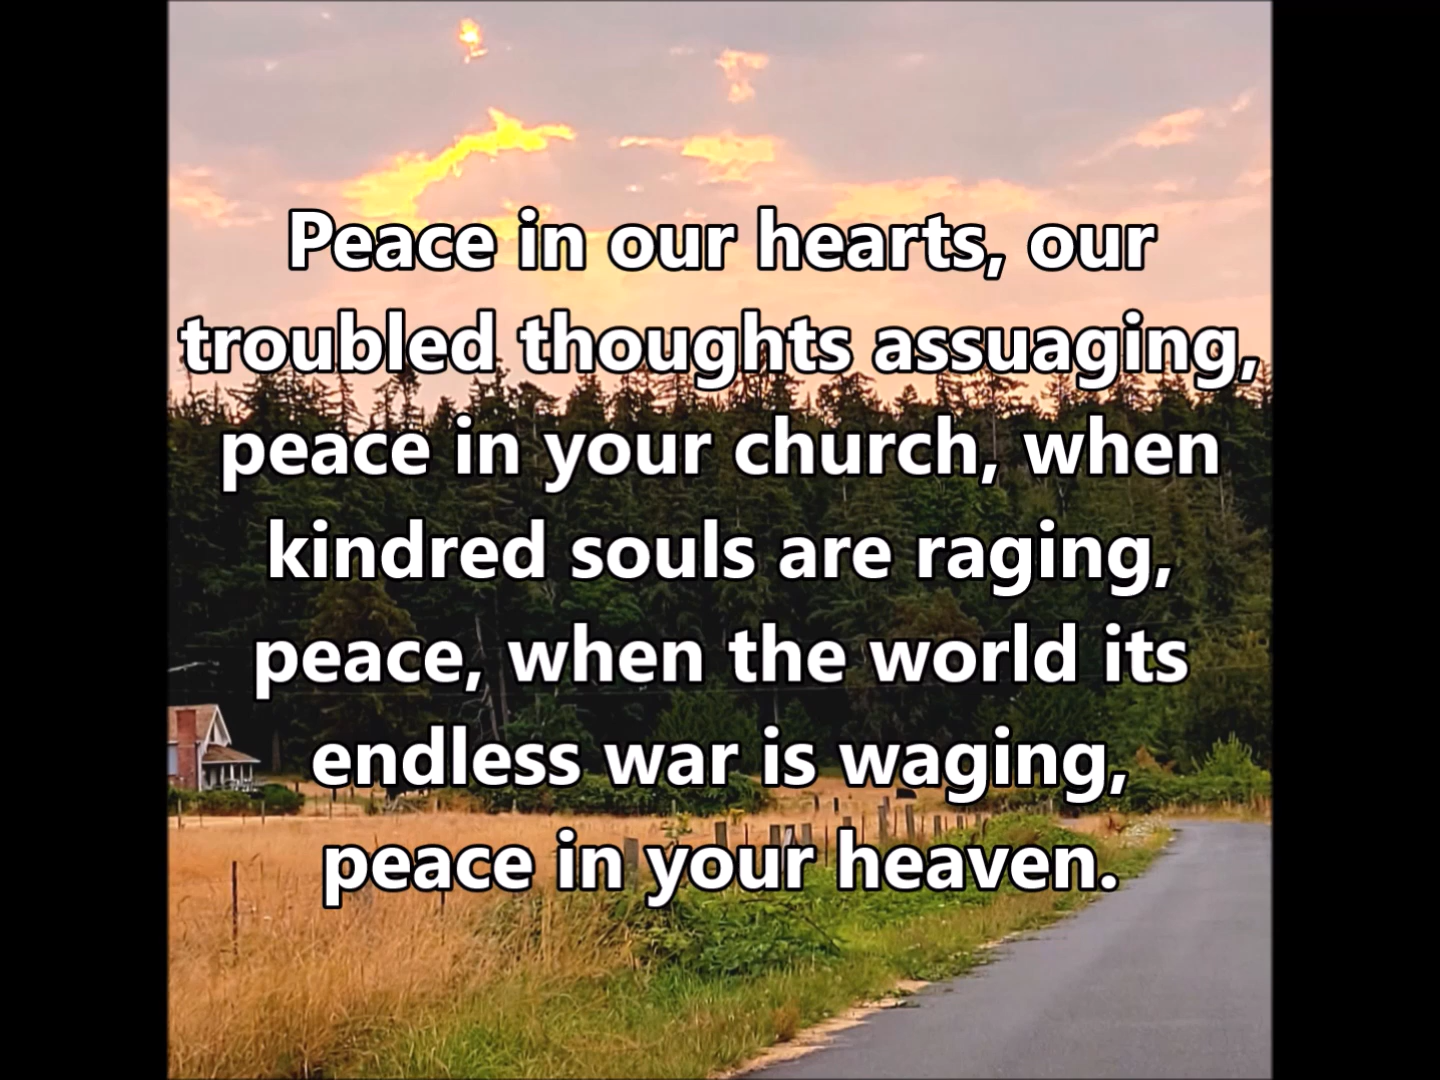 Peace in our hearts, our
troubled thoughts assuaging,
peace in your church, when
kindred souls are raging,
peace, when the world its
endless war is waging,
peace in your heaven.